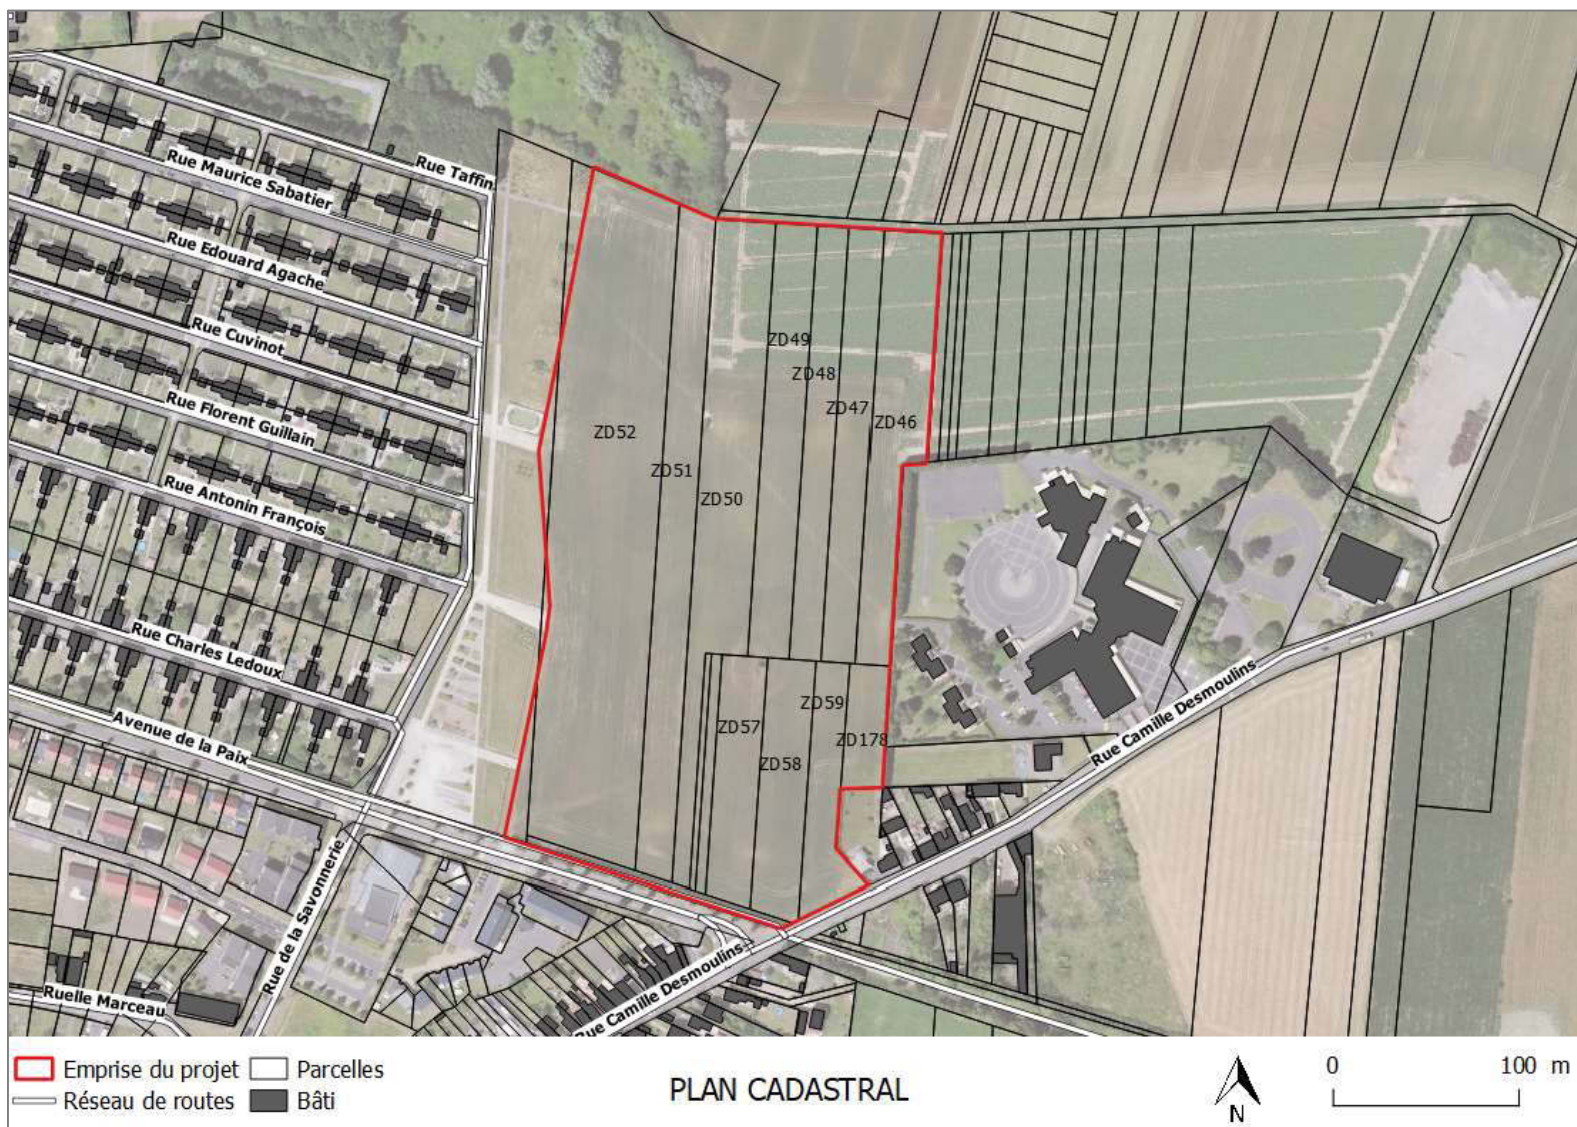 Rue Taffin
Rue Maurice Sabatier
Rue Edouard Agache
Rue Cuvinot
Rue Florent Guillain
Rue Antonin François
Rue Charles Ledoux
Avenue de la Paix
Rue de la Savonnerie
Ruelle Marceau
Rue Camille Desmoulins
Rue Camille Desmoulins
ZD49
ZD48
ZD47
ZD46
ZD52
ZD51
ZD50
ZD59
ZD57
ZD178
ZD58
Emprise du projet
Parcelles
Réseau de routes
Bâti
PLAN CADASTRAL
N
0 100 m